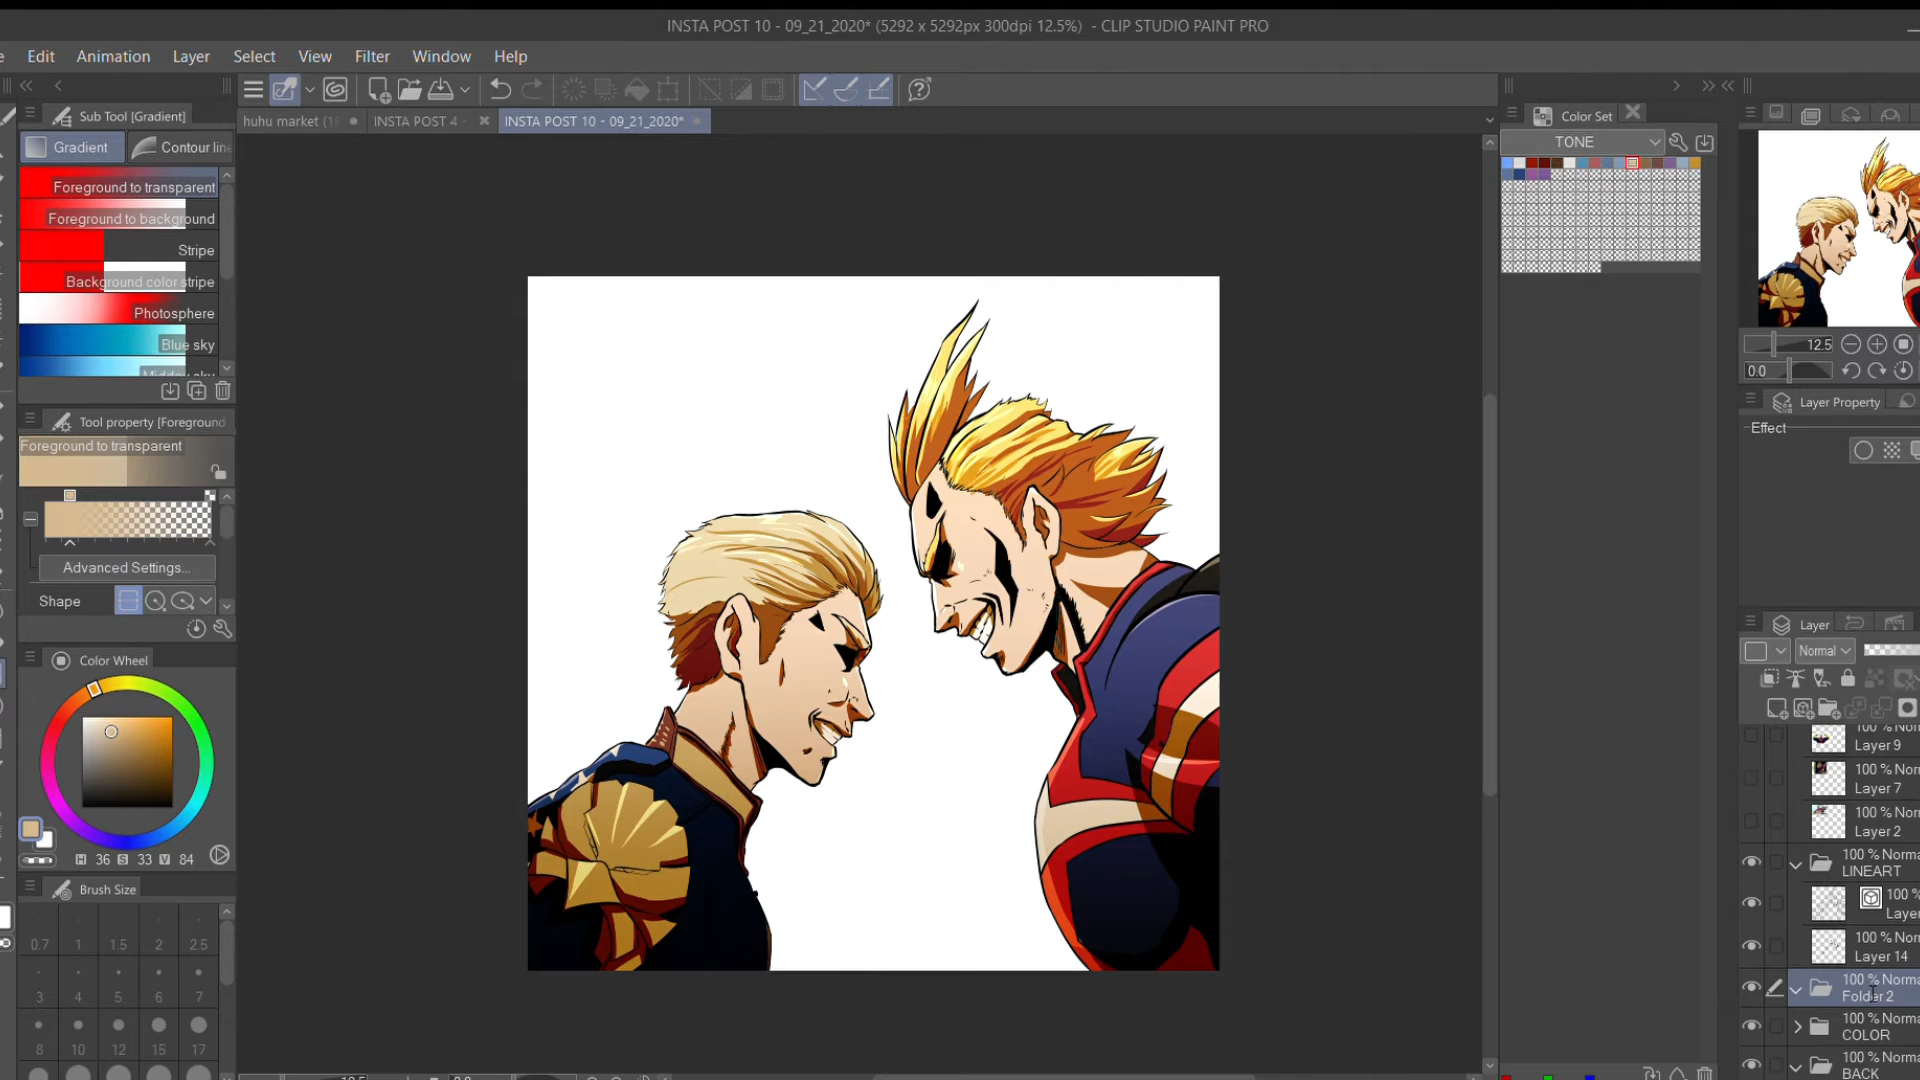 INSTA POST 10 - 09_21_2020* (5292 x 5292px 300dpi 12.5%) - CLIP STUDIO PAINT PRO
Edit Animation Layer Select View Filter Window Help
Sub Tool [Gradient]
huhu market (1
INSTA POST 4 -
INSTA POST 10 - 09_21_2020*
Color Set
Gradient
Contour line
TONE
Foreground to transparent
Foreground to background
Stripe
Background color stripe
Photosphere
Blue sky
12.5
0.0
Tool property [Foreground
Foreground to transparent
Layer Property
Effect
Advanced Settings...
Shape
Layer
Normal
Color Wheel
100 % Nor
Layer 9
100 % Nor
Layer 7
100 % Nor
Layer 2
H 36 S 33 V 84
100 % Norma
LINEART
Brush Size
100 %
Layer
0.7 1 1.5 2 2.5
100 % Nor
Layer 14
3 4 5 6 7
100 % Norma
Folder 2
100 % Norma
COLOR
8 10 12 15 17
100 % Norma
BACK